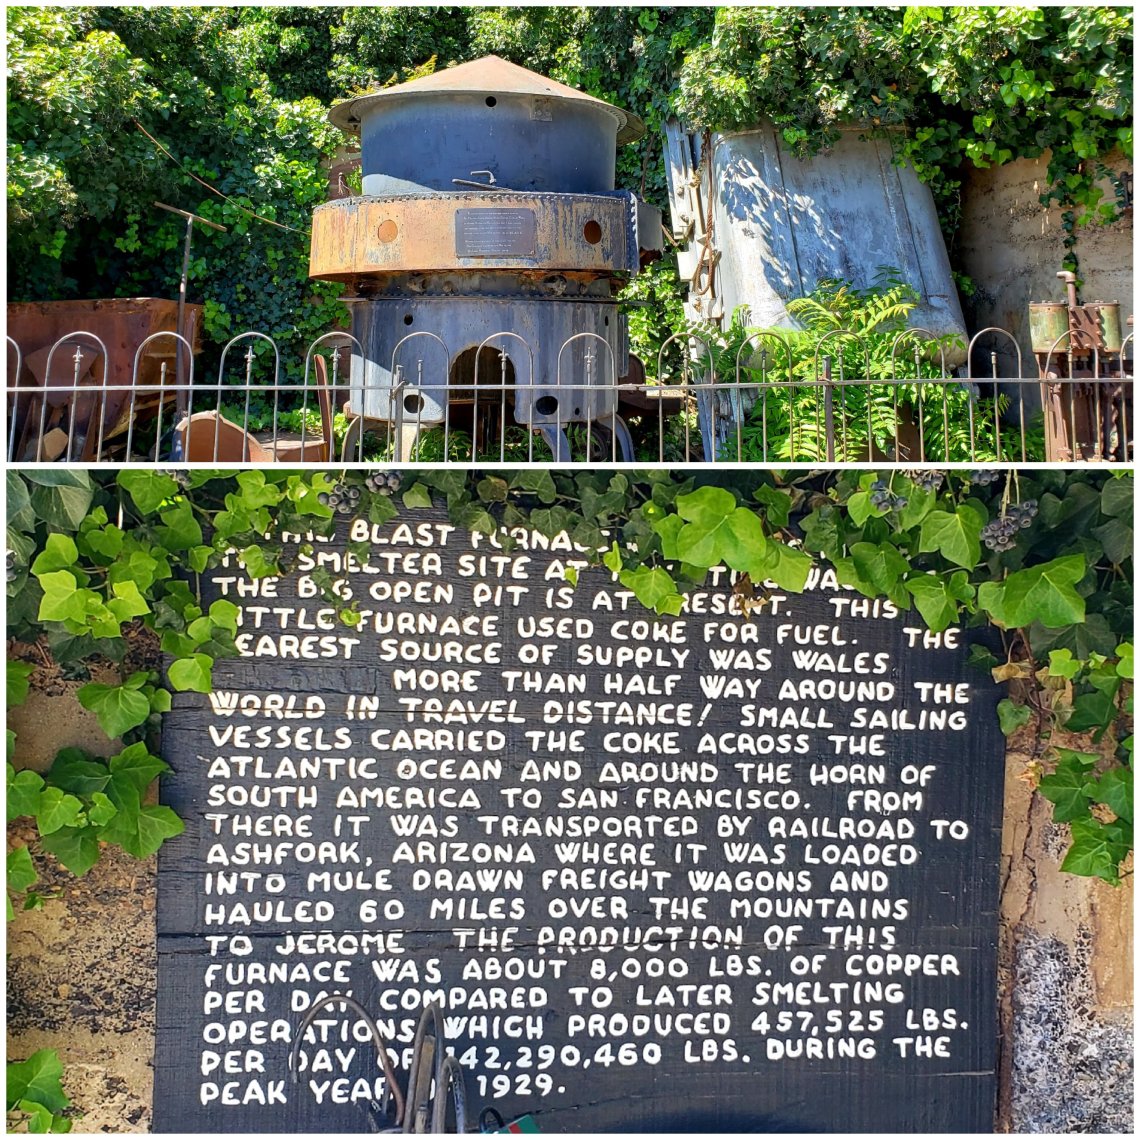 BLAST
SMELTER SITE AT
THE BIG OPEN PIT IS AT THIS
FURNACE USED COKE FOR FUEL. THE
SOURCE OF SUPPLY WAS WALES
MORE THAN HALF WAY AROUND THE
WORLD IN TRAVEL DISTANCE! SMALL SAILING
VESSELS CARRIED THE COKE ACROSS THE
ATLANTIC OCEAN AND AROUND THE HORN OF
SOUTH AMERICA TO SAN FRANCISCO. FROM
THERE IT WAS TRANSPORTED BY RAILROAD TO
ASHFORK, ARIZONA WHERE IT WAS LOADED
INTO MULE DRAWN FREIGHT WAGONS AND
HAULED 60 MILES OVER THE MOUNTAINS
TO JEROME THE PRODUCTION OF THIS
FURNACE WAS ABOUT 8,000 LBS. OF COPPER
PER DAY COMPARED TO LATER SMELTING
OPERATIONS WHICH PRODUCED 457,525 LBS.
PER DAY OR 142,290,460 LBS. DURING THE
PEAK YEAR OF 1929.